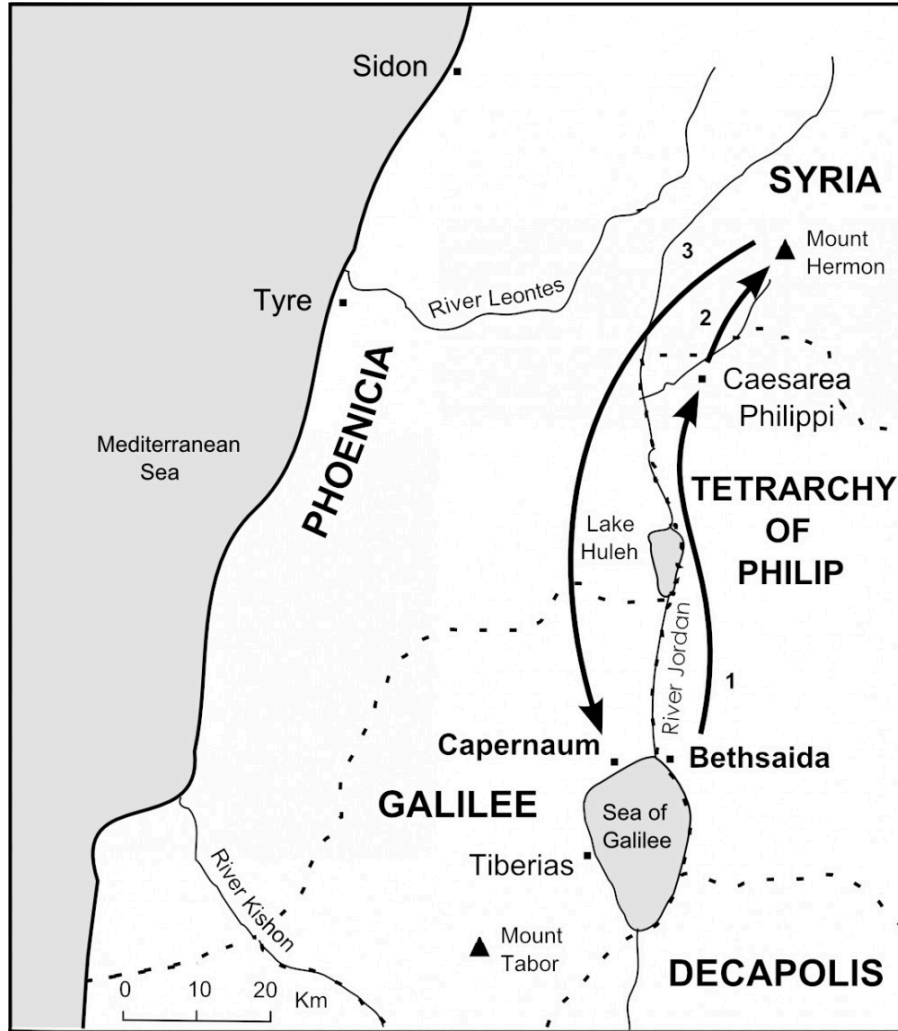 Sidon
SYRIA
3
Mount
Hermon
Tyre
River Leontes
2
Caesarea
Philippi
PHOENICIA
Mediterranean
Sea
TETRARCHY
OF
PHILIP
Lake
Huleh
River Jordan
1
Capernaum
Bethsaida
GALILEE
Sea of
Galilee
Tiberias
River Kishon
Mount
Tabor
DECAPOLIS
0 10 20 Km